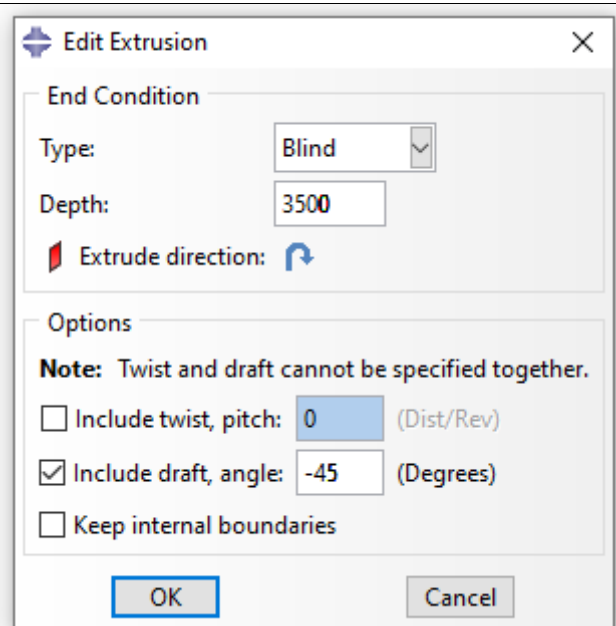 Edit Extrusion
End Condition
Type: Blind
Depth: 3500
Extrude direction:
Options
Note: Twist and draft cannot be specified together.
Include twist, pitch: 0 (Dist/Rev)
Include draft, angle: -45 (Degrees)
Keep internal boundaries
OK Cancel